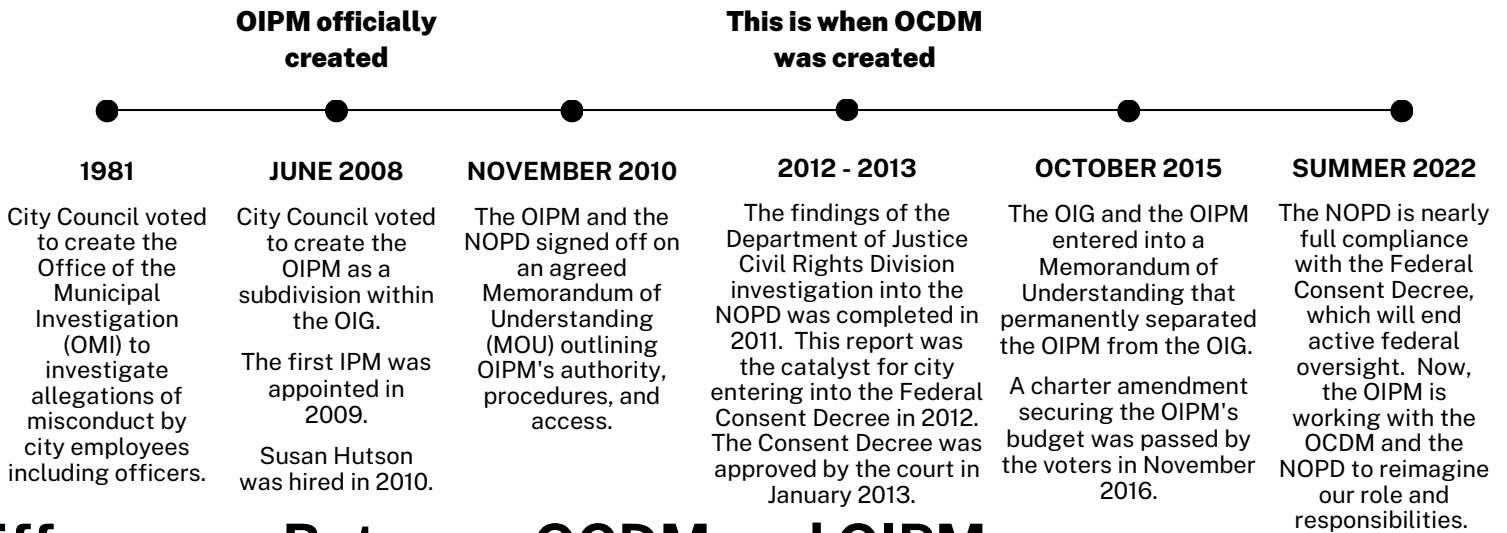 OIPM officially
created
This is when OCDM
was created
1981
City Council voted
to create the
Office of the
Municipal
Investigation
(OMI) to
investigate
allegations of
misconduct by
city employees
including officers.
JUNE 2008
City Council voted
to create the
OIPM as a
subdivision within
the OIG.
The first IPM was
appointed in
2009.
Susan Hutson
was hired in 2010.
NOVEMBER 2010
The OIPM and the
NOPD signed off on
an agreed
Memorandum of
Understanding
(MOU) outlining
OIPM's authority,
procedures, and
access.
2012 - 2013
The findings of the
Department of Justice
Civil Rights Division
investigation into the
NOPD was completed in
2011. This report was
the catalyst for city
entering into the Federal
Consent Decree in 2012.
The Consent Decree was
approved by the court in
January 2013.
OCTOBER 2015
The OIG and the OIPM
entered into a
Memorandum of
Understanding that
permanently separated
the OIPM from the OIG.
A charter amendment
securing the OIPM's
budget was passed by
the voters in November
2016.
SUMMER 2022
The NOPD is nearly
full compliance
with the Federal
Consent Decree,
which will end
active federal
oversight. Now,
the OIPM is
working with the
OCDM and the
NOPD to reimagine
our role and
responsibilities.